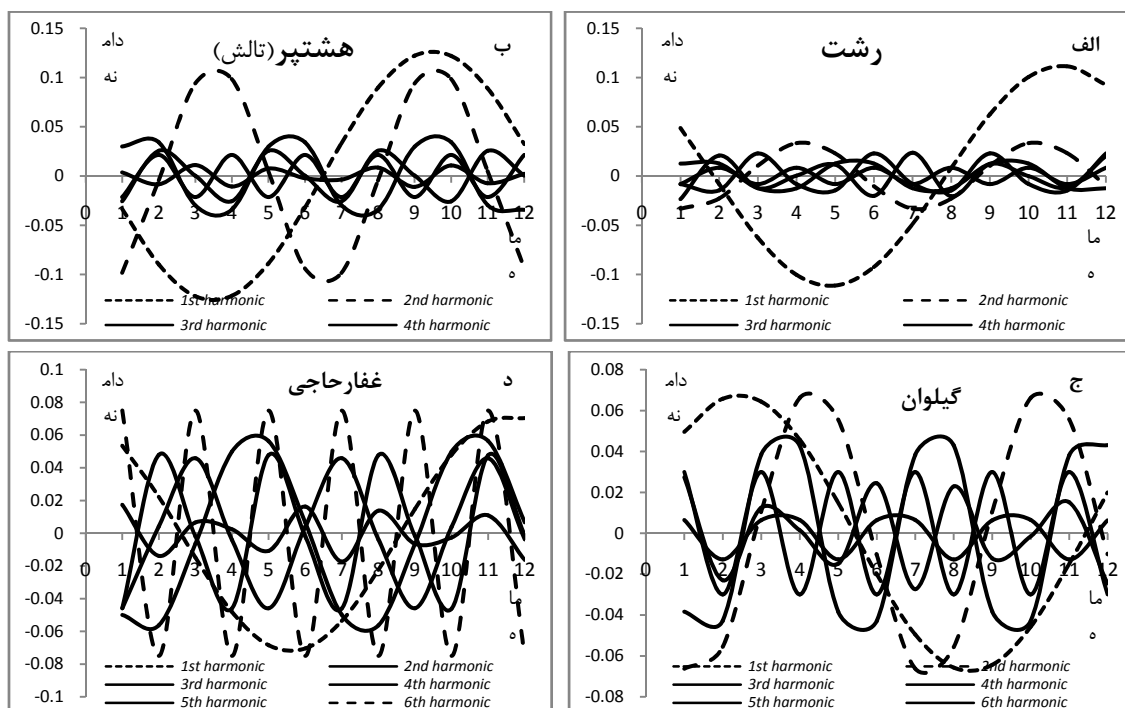 الف
رشت
دامـ
نه
0.15
0.1
0.05
0
-0.05
-0.1
-0.15
0 1 2 3 4 5 6 7 8 9 10 11 12
ما
ه
1st harmonic 2nd harmonic
3rd harmonic 4th harmonic
ب
هشتپر(تالش)
دامـ
نه
0.15
0.1
0.05
0
-0.05
-0.1
-0.15
0 1 2 3 4 5 6 7 8 9 10 11 12
ما
ه
1st harmonic 2nd harmonic
3rd harmonic 4th harmonic
ج
گیلوان
دامـ
نه
0.08
0.06
0.04
0.02
0
-0.02
-0.04
-0.06
-0.08
0 1 2 3 4 5 6 7 8 9 10 11 12
ما
ه
1st harmonic 2nd harmonic
3rd harmonic 4th harmonic
5th harmonic 6th harmonic
د
غفارحاجی
دامـ
نه
0.1
0.08
0.06
0.04
0.02
0
-0.02
-0.04
-0.06
-0.08
-0.1
0 1 2 3 4 5 6 7 8 9 10 11 12
ما
ه
1st harmonic 2nd harmonic
3rd harmonic 4th harmonic
5th harmonic 6th harmonic